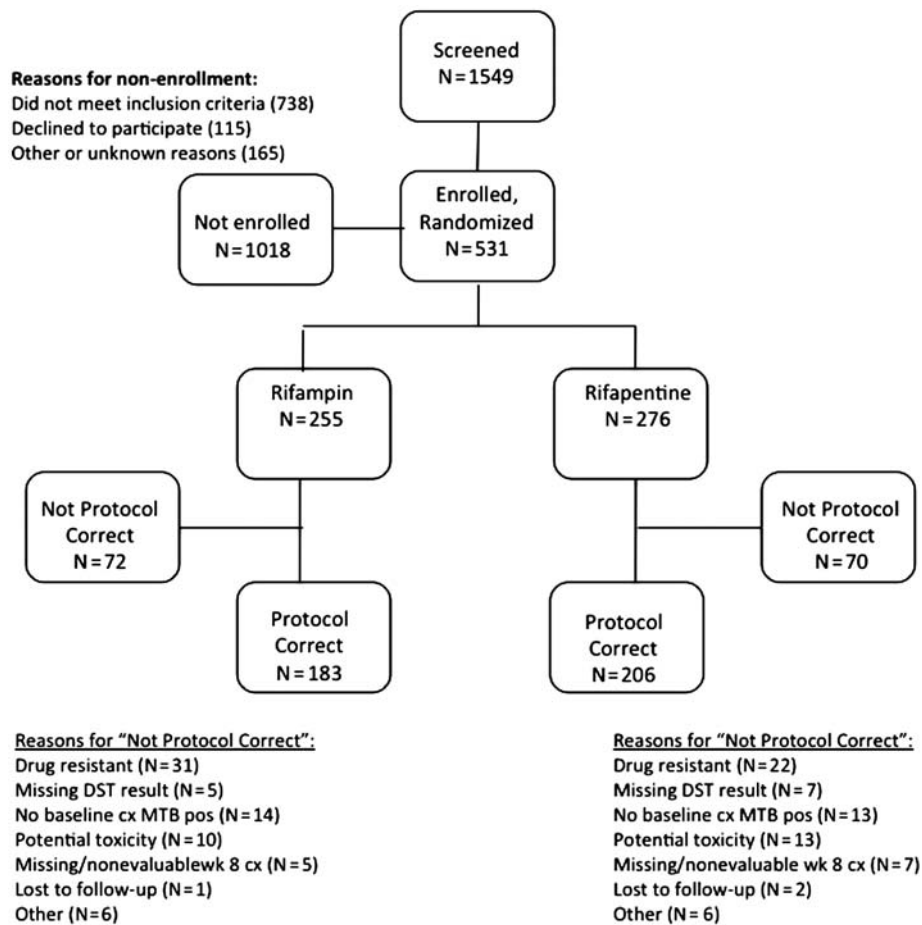 Screened
N=1549
Reasons for non-enrollment:
Did not meet inclusion criteria (738)
Declined to participate (115)
Other or unknown reasons (165)
Enrolled,
Randomized
N=531
Not enrolled
N=1018
Rifampin
N=255
Rifapentine
N=276
Not Protocol
Correct
N=72
Not Protocol
Correct
N=70
Protocol
Correct
N=183
Protocol
Correct
N=206
Reasons for “Not Protocol Correct”:
Drug resistant (N=31)
Missing DST result (N=5)
No baseline cx MTB pos (N=14)
Potential toxicity (N=10)
Missing/nonevaluablewk 8 cx (N=5)
Lost to follow-up (N=1)
Other (N=6)
Reasons for “Not Protocol Correct”:
Drug resistant (N=22)
Missing DST result (N=7)
No baseline cx MTB pos (N=13)
Potential toxicity (N=13)
Missing/nonevaluable wk 8 cx (N=7)
Lost to follow-up (N=2)
Other (N=6)